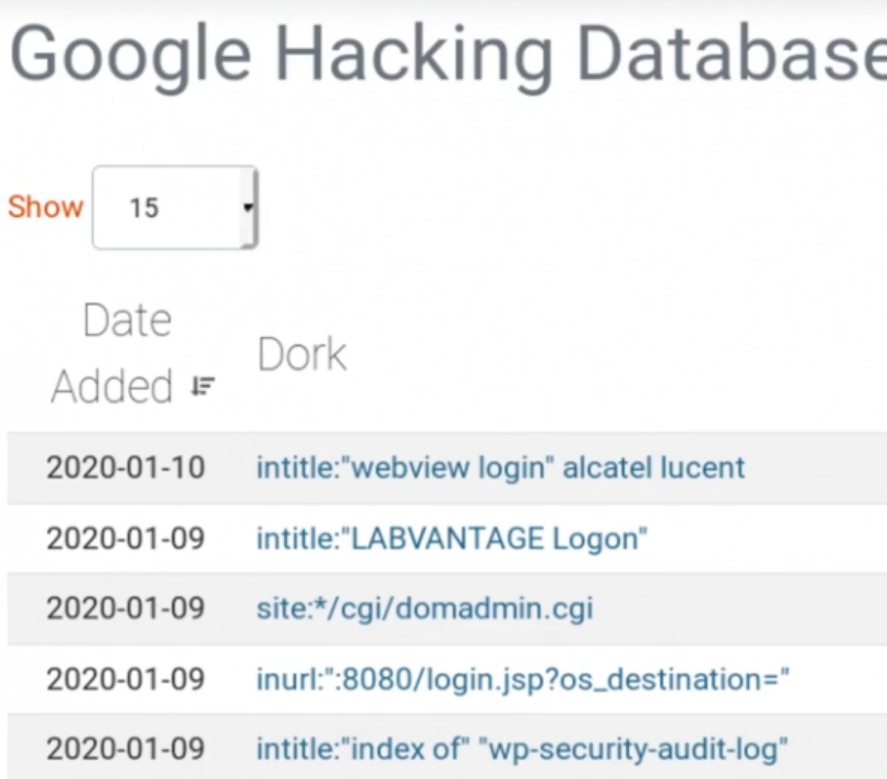 Google Hacking Database
Show 15
Date
Added
Dork
2020-01-10 intitle:"webview login" alcatel lucent
2020-01-09 intitle:"LABVANTAGE Logon"
2020-01-09 site:*/cgi/domadmin.cgi
2020-01-09 inurl:":8080/login.jsp?os_destination="
2020-01-09 intitle:"index of" "wp-security-audit-log"